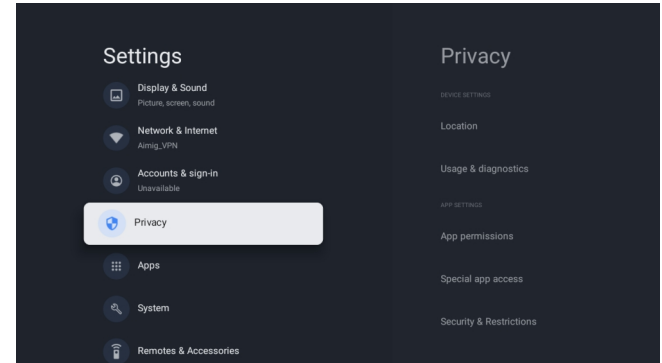 Settings
Display & Sound
Picture, screen, sound
Network & Internet
Aimig_VPN
Accounts & sign-in
Unavailable
Privacy
Apps
System
Remotes & Accessories
Privacy
DEVICE SETTINGS
Location
Usage & diagnostics
APP SETTINGS
App permissions
Special app access
Security & Restrictions